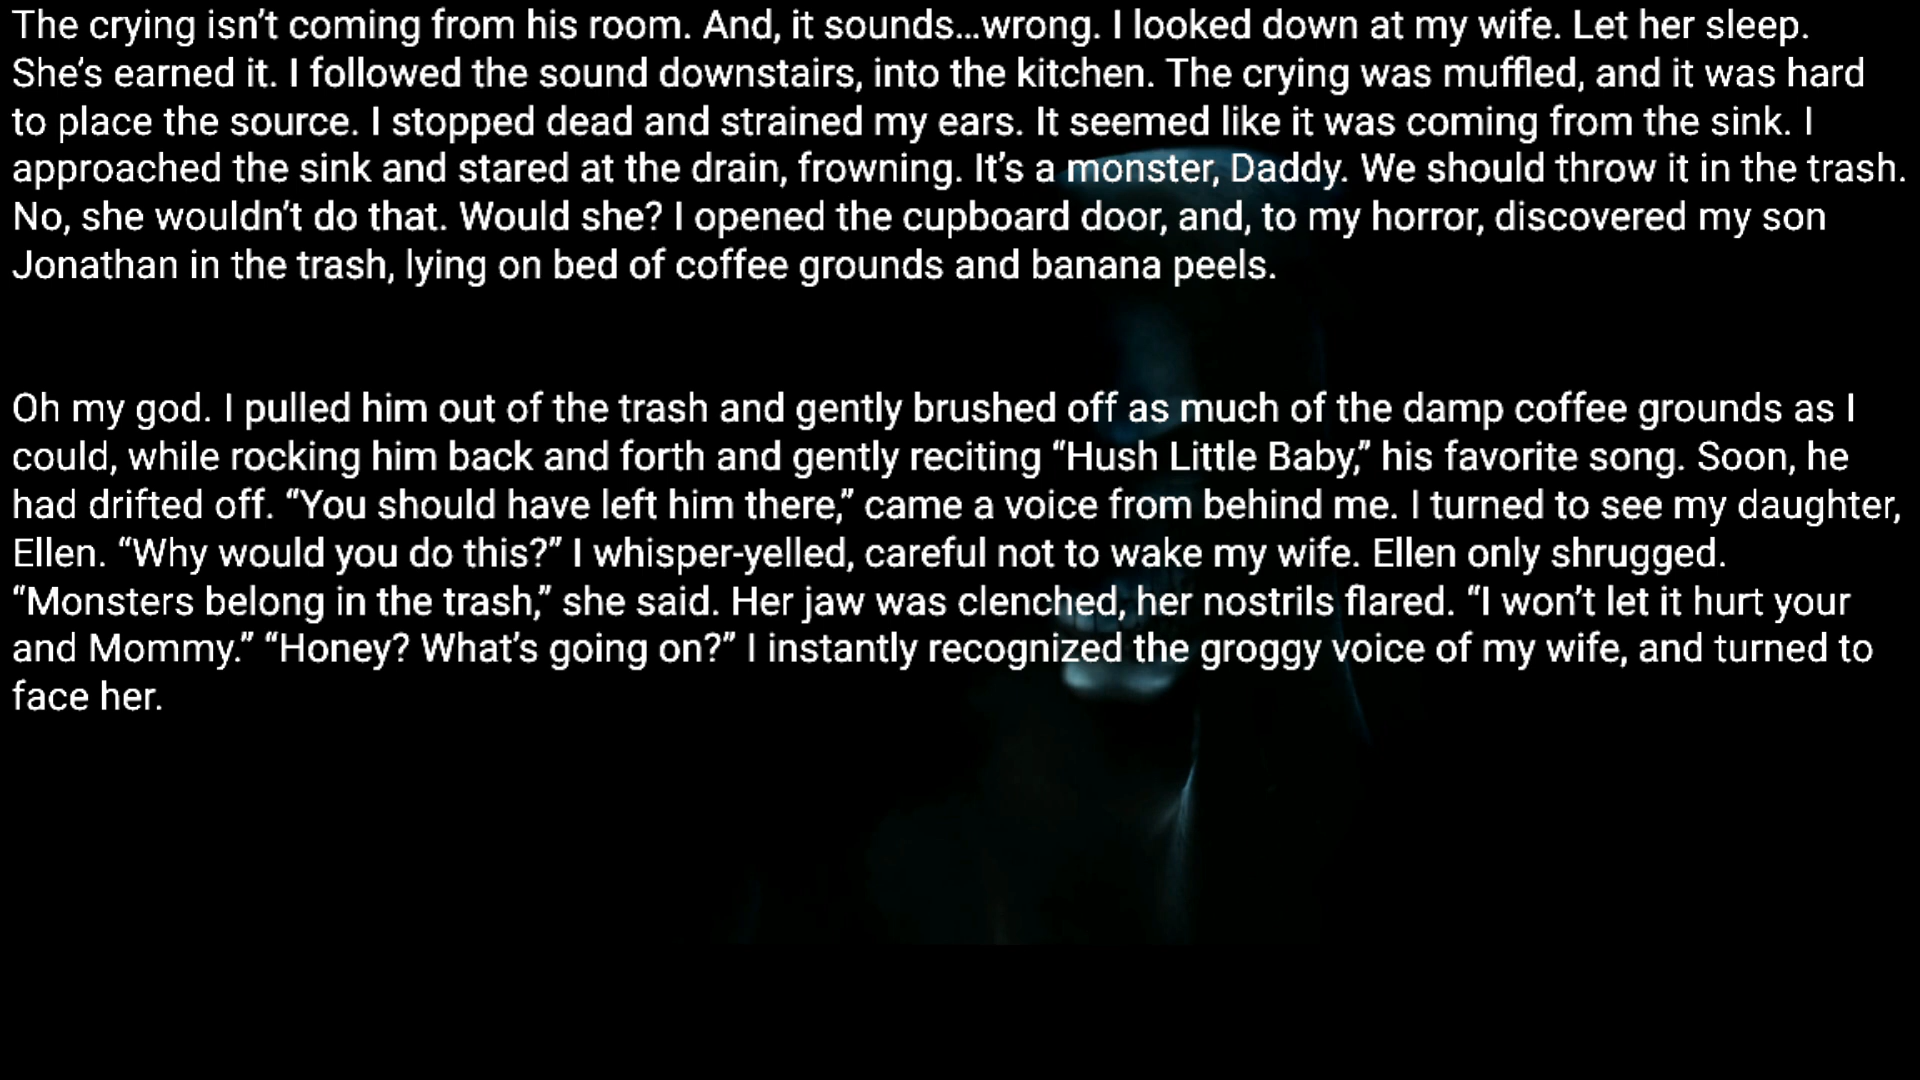 The crying isn’t coming from his room. And, it sounds…wrong. I looked down at my wife. Let her sleep.
She’s earned it. I followed the sound downstairs, into the kitchen. The crying was muffled, and it was hard
to place the source. I stopped dead and strained my ears. It seemed like it was coming from the sink. I
approached the sink and stared at the drain, frowning. It’s a monster, Daddy. We should throw it in the trash.
No, she wouldn’t do that. Would she? I opened the cupboard door, and, to my horror, discovered my son
Jonathan in the trash, lying on bed of coffee grounds and banana peels.
Oh my god. I pulled him out of the trash and gently brushed off as much of the damp coffee grounds as I
could, while rocking him back and forth and gently reciting “Hush Little Baby,” his favorite song. Soon, he
had drifted off. “You should have left him there,” came a voice from behind me. I turned to see my daughter,
Ellen. “Why would you do this?” I whisper-yelled, careful not to wake my wife. Ellen only shrugged.
“Monsters belong in the trash,” she said. Her jaw was clenched, her nostrils flared. “I won’t let it hurt your
and Mommy.” “Honey? What’s going on?” I instantly recognized the groggy voice of my wife, and turned to
face her.